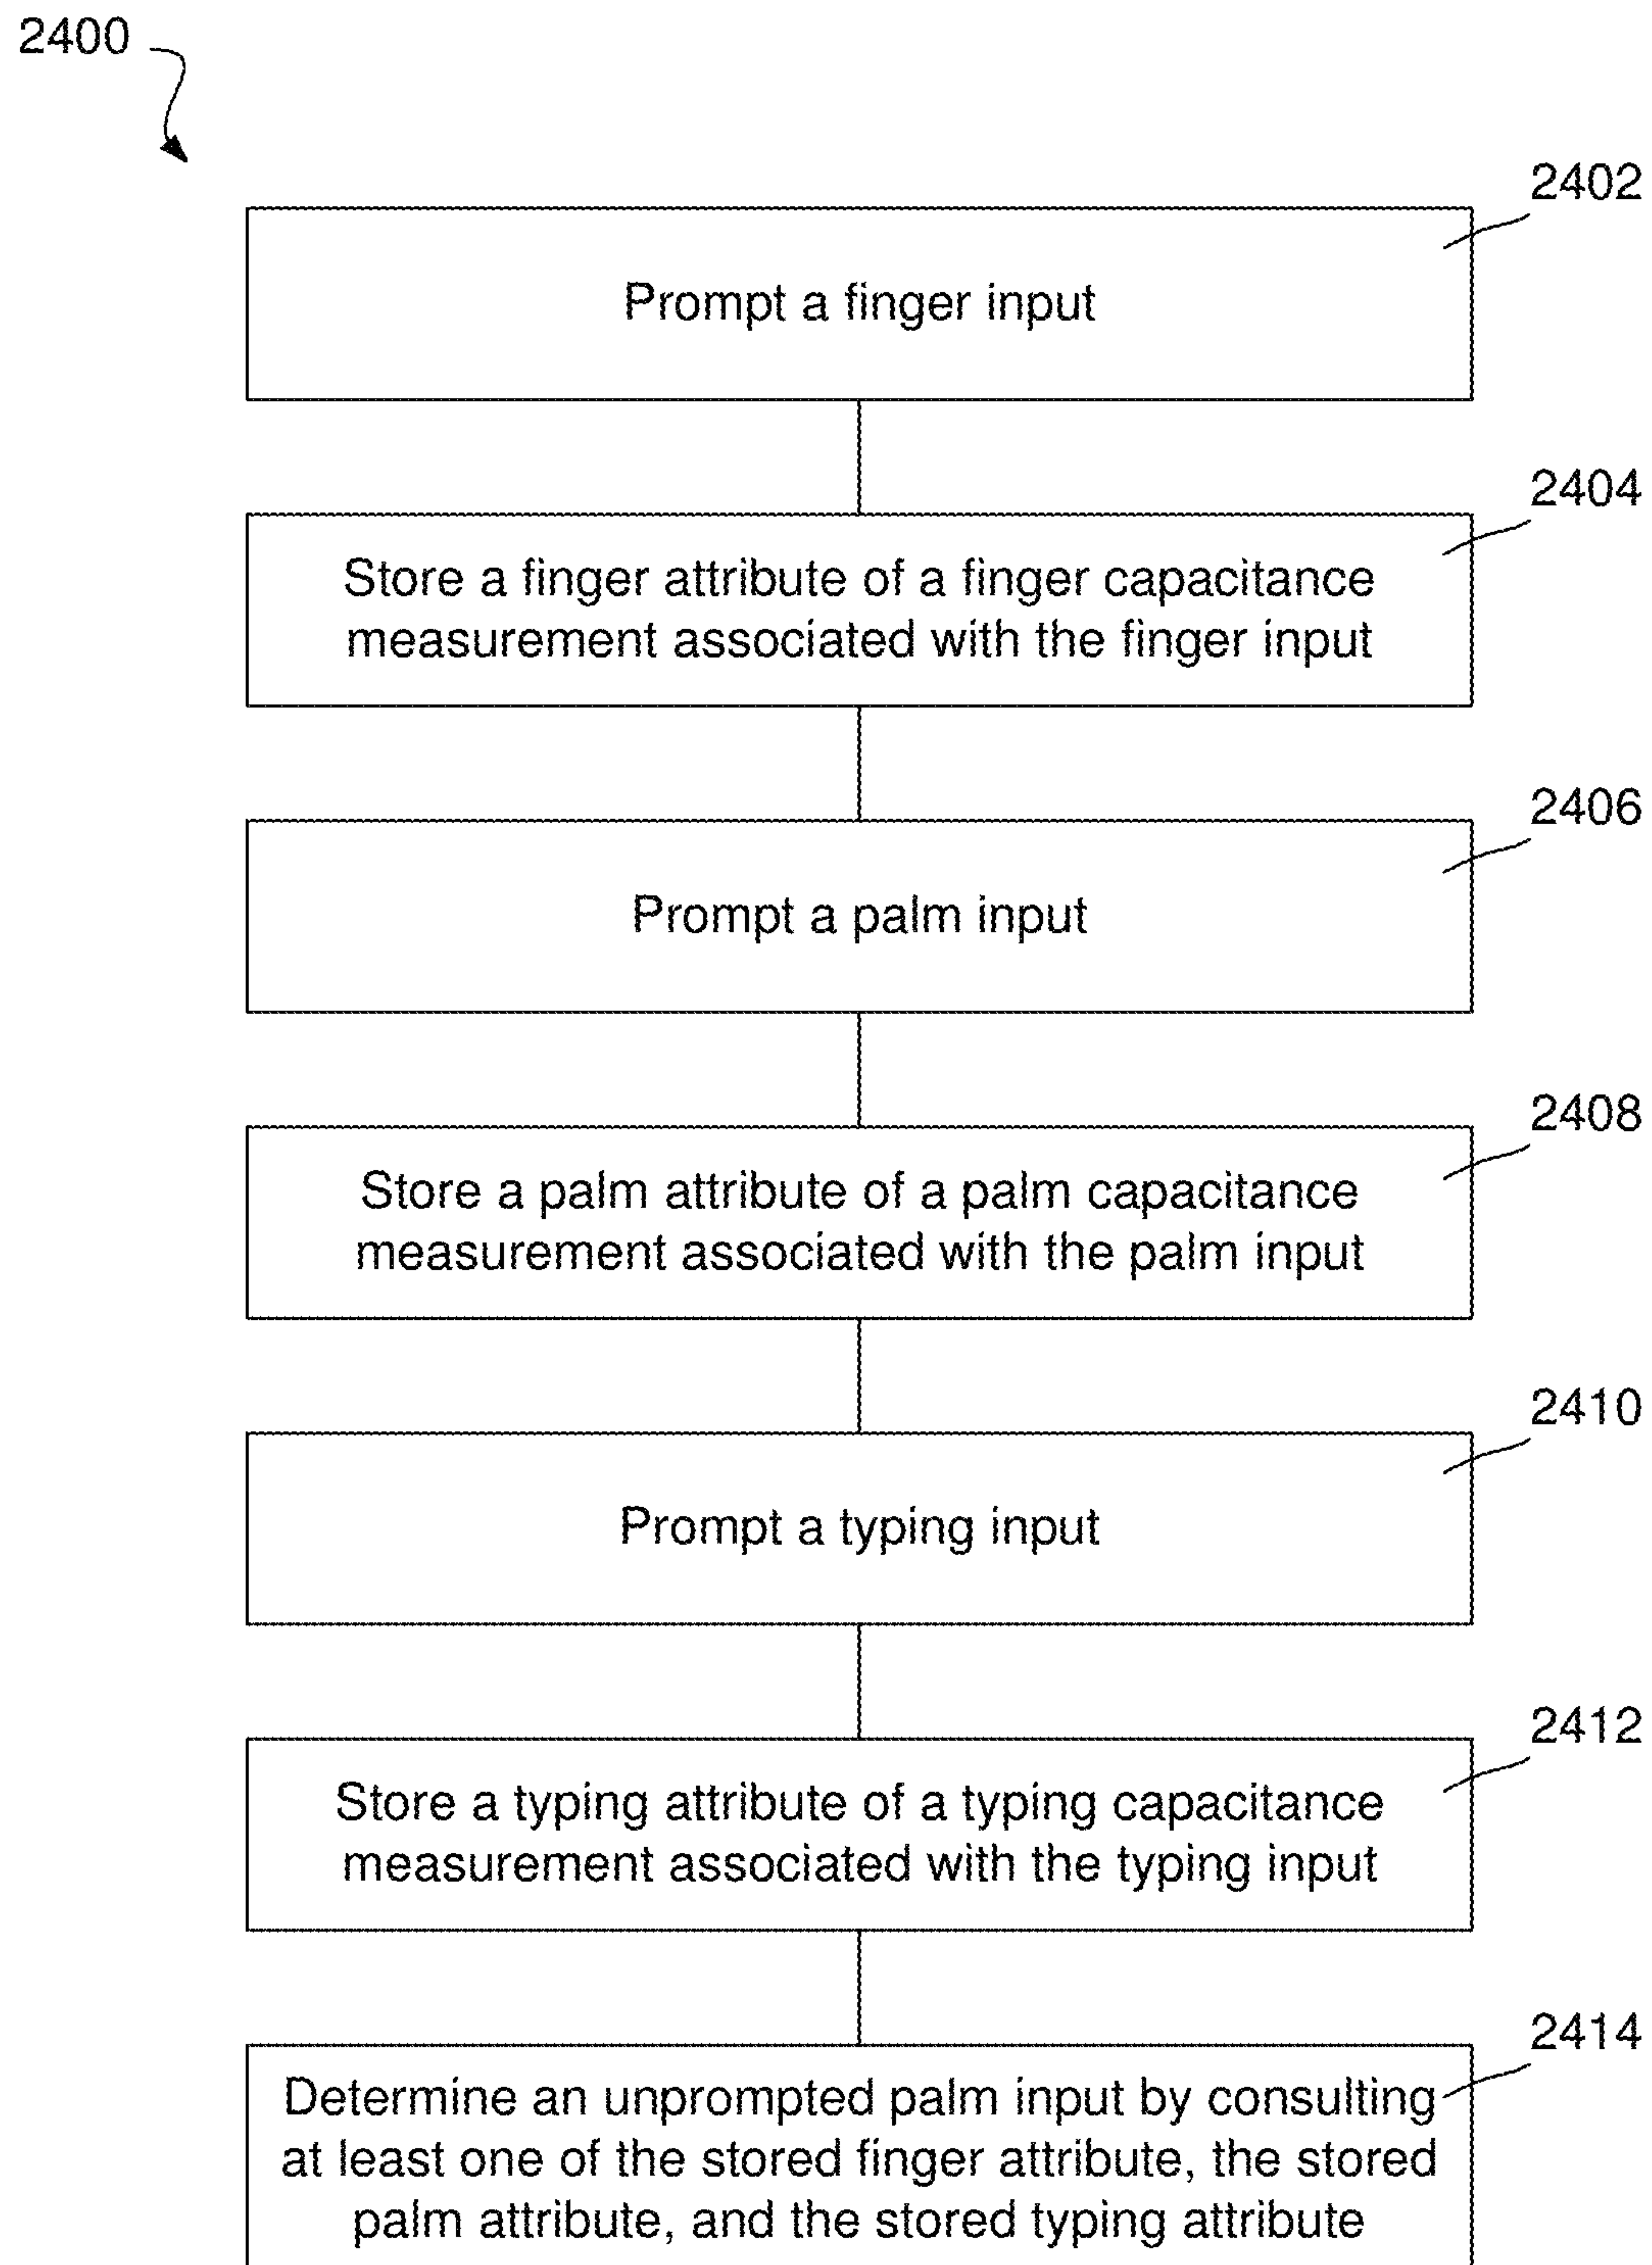 2400
2402
Prompt a finger input
2404
Store a finger attribute of a finger capacitance
measurement associated with the finger input
2406
Prompt a palm input
2408
Store a palm attribute of a palm capacitance
measurement associated with the palm input
2410
Prompt a typing input
2412
Store a typing attribute of a typing capacitance
measurement associated with the typing input
2414
Determine an unprompted palm input by consulting
at least one of the stored finger attribute, the stored
palm attribute, and the stored typing attribute